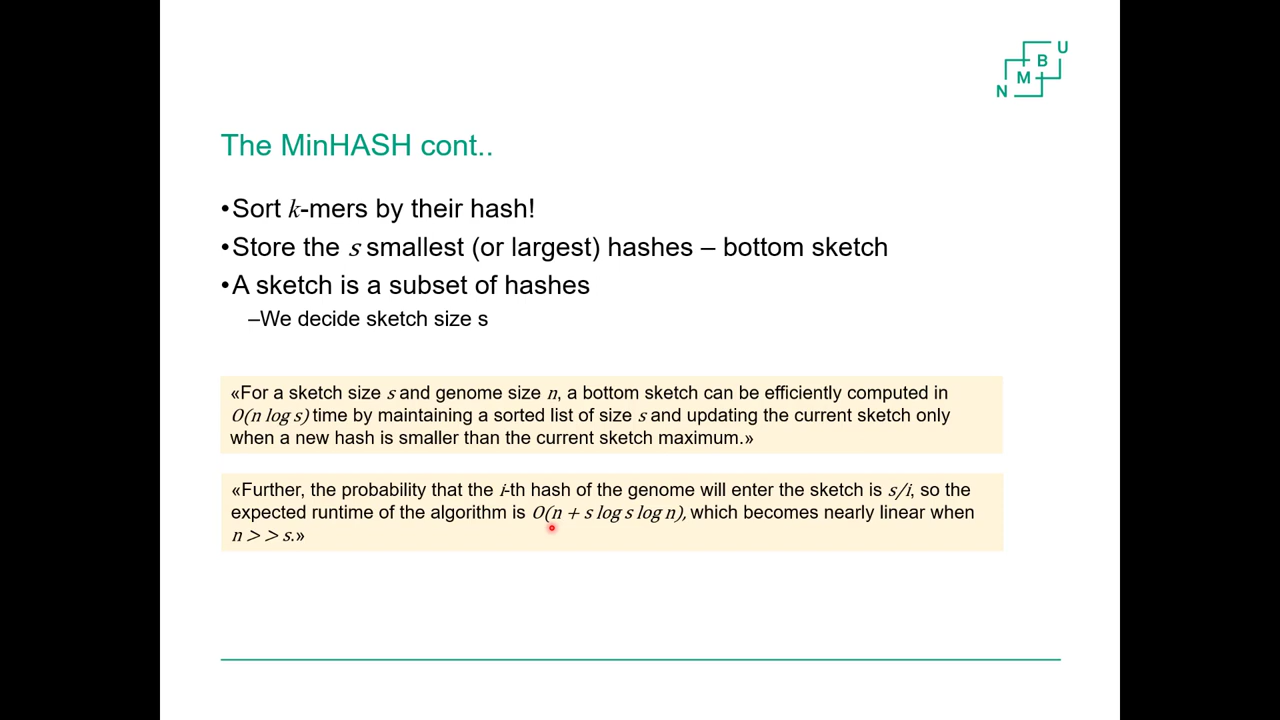 U
B
M
N
The MinHASH cont..
•Sort k-mers by their hash!
•Store the s smallest (or largest) hashes – bottom sketch
•A sketch is a subset of hashes
–We decide sketch size s
«For a sketch size s and genome size n, a bottom sketch can be efficiently computed in
O(n log s) time by maintaining a sorted list of size s and updating the current sketch only
when a new hash is smaller than the current sketch maximum.»
«Further, the probability that the i-th hash of the genome will enter the sketch is s/i, so the
expected runtime of the algorithm is O(n + s log s log n), which becomes nearly linear when
n > > s.»